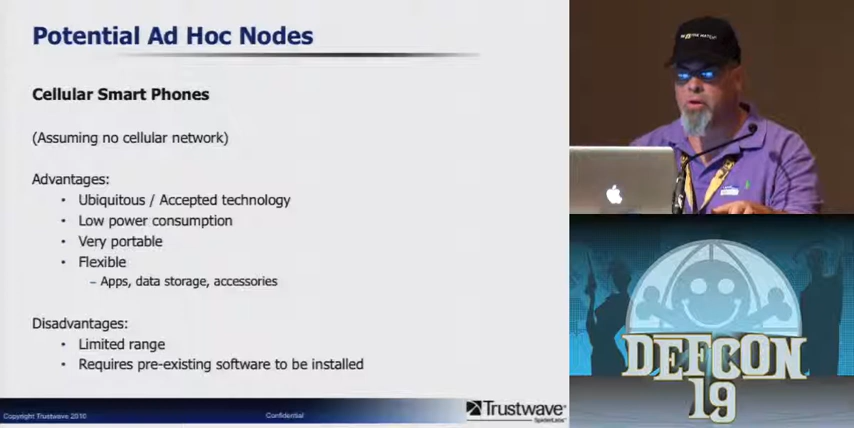 Potential Ad Hoc Nodes
Cellular Smart Phones
(Assuming no cellular network)
Advantages:
• Ubiquitous / Accepted technology
• Low power consumption
• Very portable
• Flexible
– Apps, data storage, accessories
Disadvantages:
• Limited range
• Requires pre-existing software to be installed
Copyright Trustwave 2010
Confidential
Trustwave®
SpiderLabs®
DEFCON
19